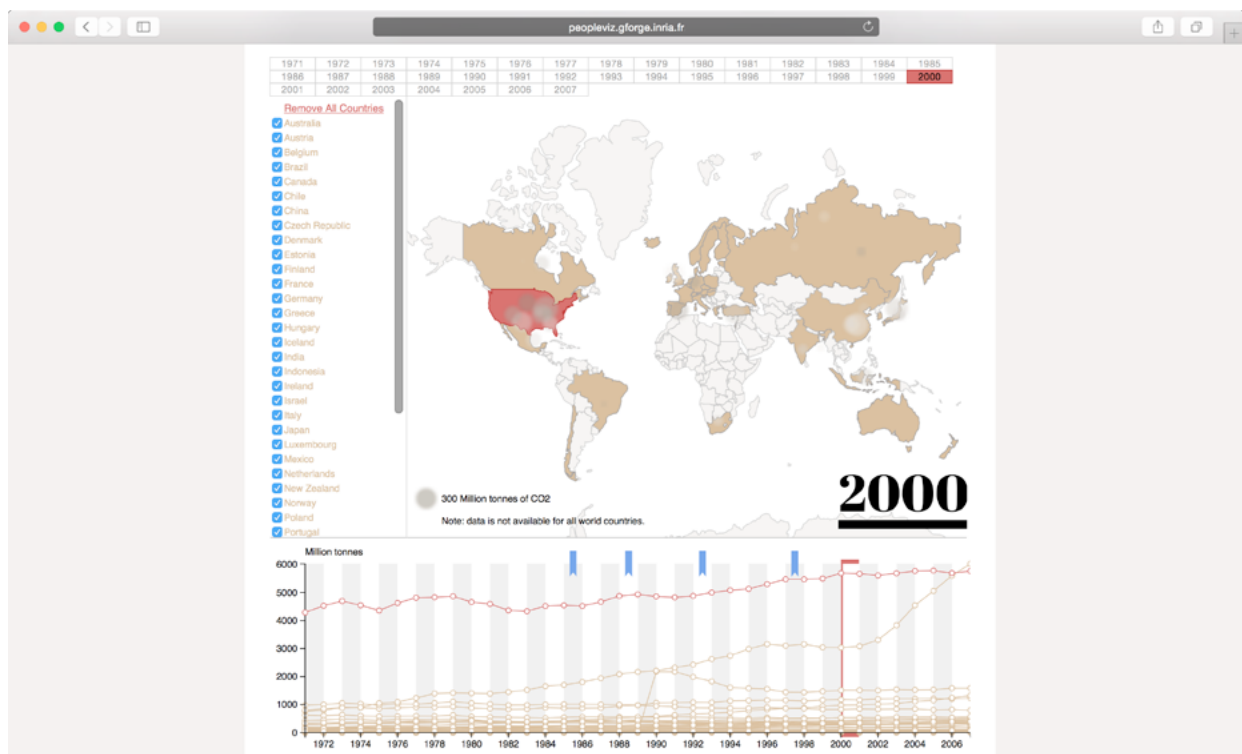 peopleviz.gforge.inria.fr
1971 1972 1973 1974 1975 1976 1977 1978 1979 1980 1981 1982 1983 1984 1985
1986 1987 1988 1989 1990 1991 1992 1993 1994 1995 1996 1997 1998 1999 2000
2001 2002 2003 2004 2005 2006 2007
Remove All Countries
Australia
Austria
Belgium
Brazil
Canada
Chile
China
Czech Republic
Denmark
Estonia
Finland
France
Germany
Greece
Hungary
Iceland
India
Indonesia
Ireland
Israel
Italy
Japan
Luxembourg
Mexico
Netherlands
New Zealand
Norway
Poland
Portugal
300 Million tonnes of CO2
Note: data is not available for all world countries.
2000
Million tonnes
6000
5000
4000
3000
2000
1000
0
1972 1974 1976 1978 1980 1982 1984 1986 1988 1990 1992 1994 1996 1998 2000 2002 2004 2006